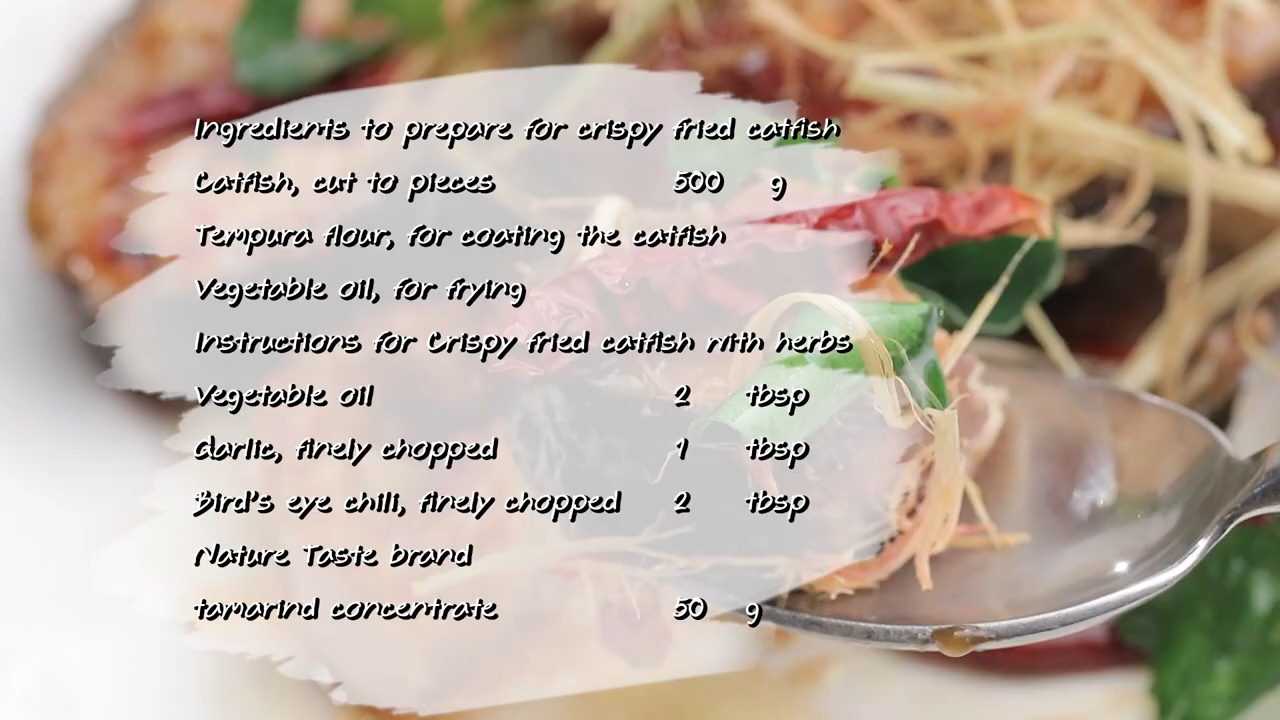 Ingredients to prepare for crispy fried catfish
Catfish, cut to pieces 500 g
Tempura flour, for coating the catfish
Vegetable oil, for frying
Instructions for Crispy fried catfish with herbs
Vegetable oil 2 tbsp
Garlic, finely chopped 1 tbsp
Bird's eye chili, finely chopped 2 tbsp
Nature Taste brand
tamarind concentrate 50 g